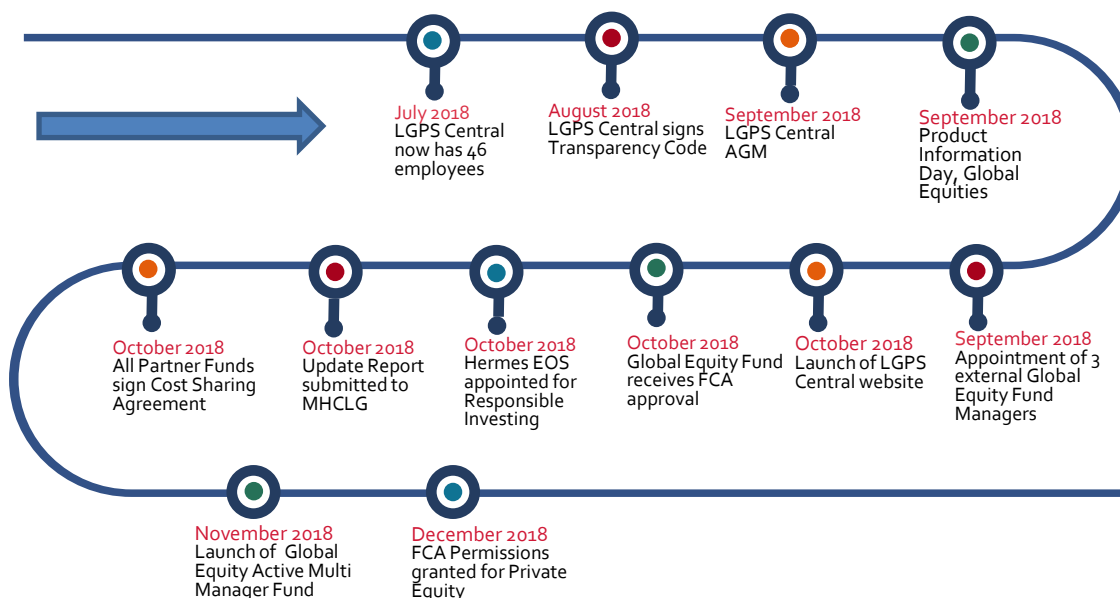 July 2018
LGPS Central
now has 46
employees
August 2018
LGPS Central signs
Transparency Code
September 2018
LGPS Central
AGM
September 2018
Product
Information
Day, Global
Equities
October 2018
All Partner Funds
sign Cost Sharing
Agreement
October 2018
Update Report
submitted to
MHCLG
October 2018
Hermes EOS
appointed for
Responsible
Investing
October 2018
Global Equity Fund
receives FCA
approval
October 2018
Launch of LGPS
Central website
September 2018
Appointment of 3
external Global
Equity Fund
Managers
November 2018
Launch of Global
Equity Active Multi
Manager Fund
December 2018
FCA Permissions
granted for Private
Equity